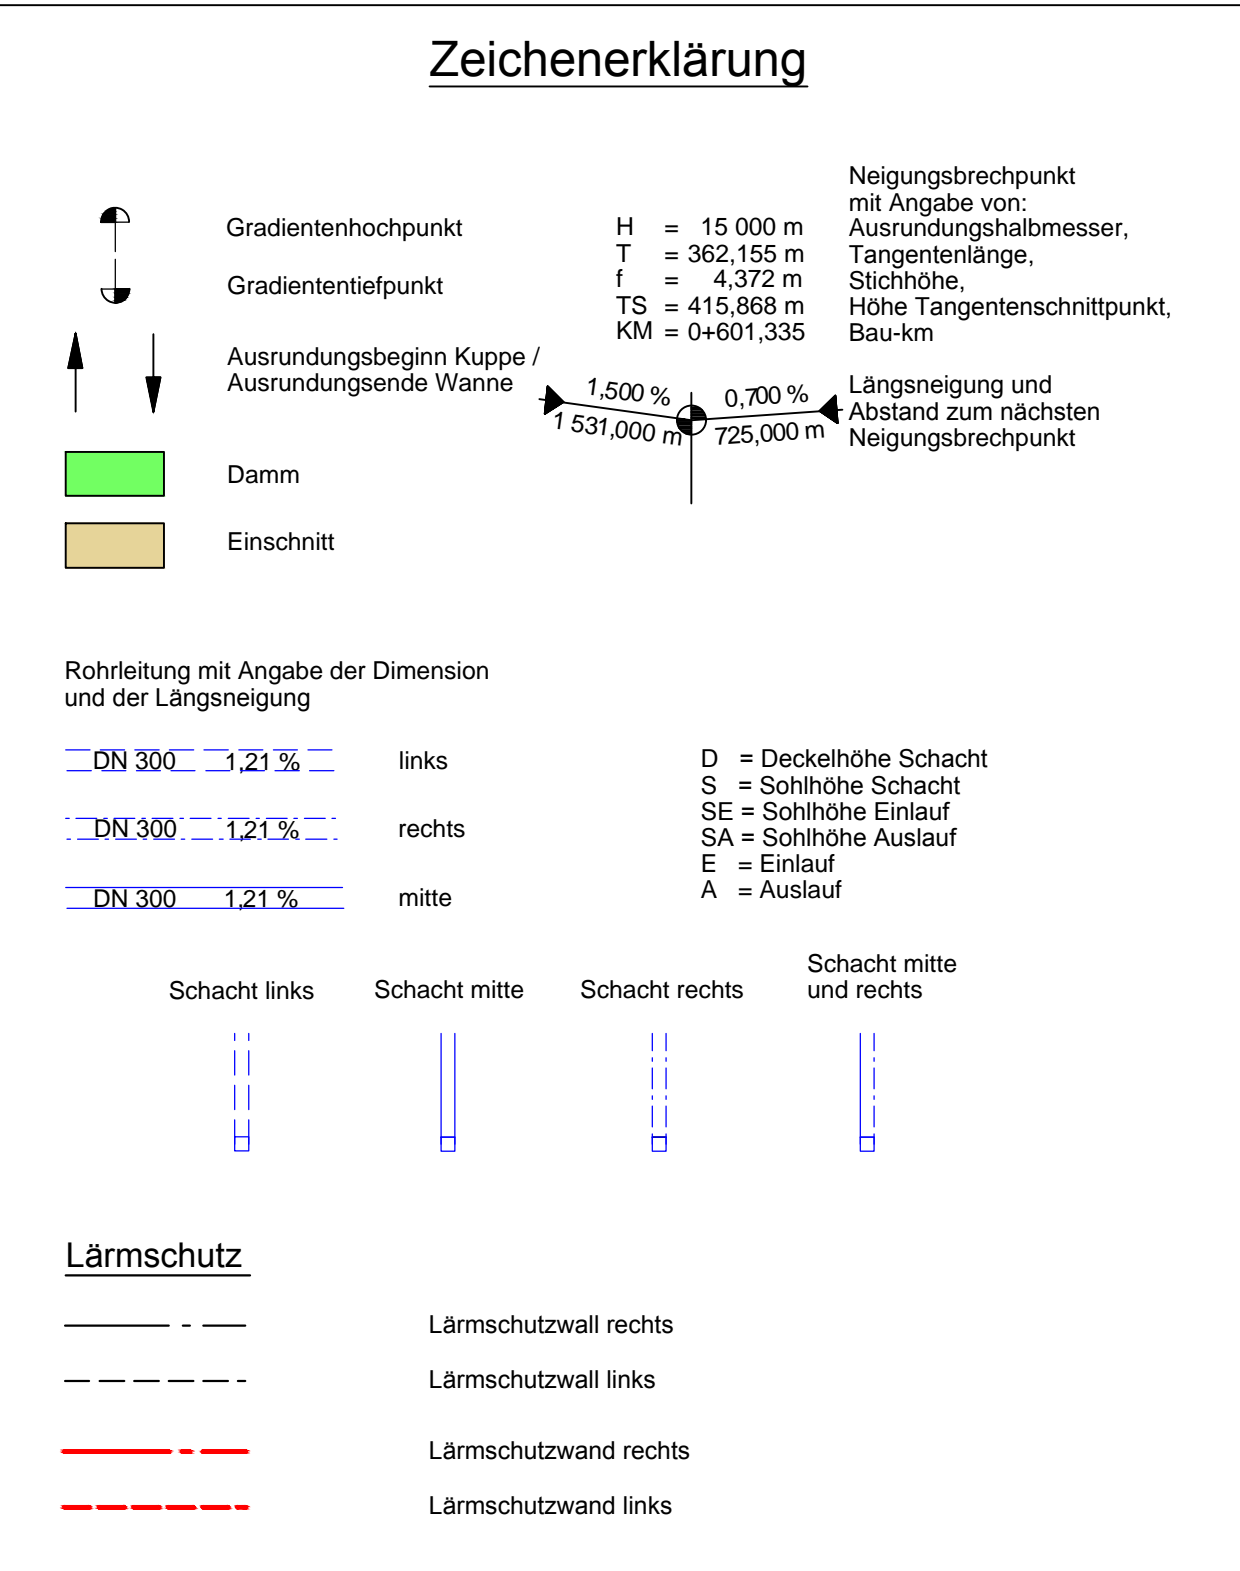 Zeichenerklärung
Gradientenhochpunkt
Gradiententiefpunkt
Ausrundungsbeginn Kuppe /
Ausrundungsende Wanne
Damm
Einschnitt
H = 15 000 m
T = 362,155 m
f = 4,372 m
TS = 415,868 m
KM = 0+601,335
Neigungsbrechpunkt
mit Angabe von:
Ausrundungshalbmesser,
Tangentenlänge,
Stichhöhe,
Höhe Tangentenschnittpunkt,
Bau-km
1,500 %
1 531,000 m
0,700 %
725,000 m
Längsneigung und
Abstand zum nächsten
Neigungsbrechpunkt
Rohrleitung mit Angabe der Dimension
und der Längsneigung
DN 300 1,21 % links
DN 300 1,21 % rechts
DN 300 1,21 % mitte
D = Deckelhöhe Schacht
S = Sohlhöhe Schacht
SE = Sohlhöhe Einlauf
SA = Sohlhöhe Auslauf
E = Einlauf
A = Auslauf
Schacht links
Schacht mitte
Schacht rechts
Schacht mitte
und rechts
Lärmschutz
Lärmschutzwall rechts
Lärmschutzwall links
Lärmschutzwand rechts
Lärmschutzwand links